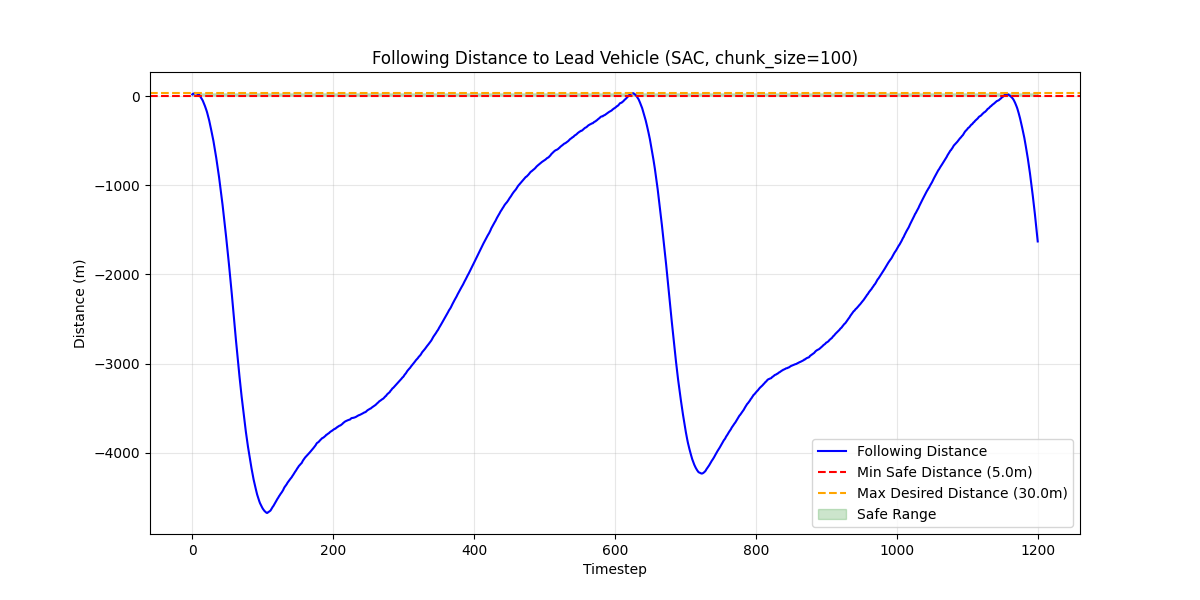 Following Distance to Lead Vehicle (SAC, chunk_size=100)
Distance (m)
0
−1000
−2000
−3000
−4000
0
200
400
600
800
1000
1200
Timestep
Following Distance
Min Safe Distance (5.0m)
Max Desired Distance (30.0m)
Safe Range